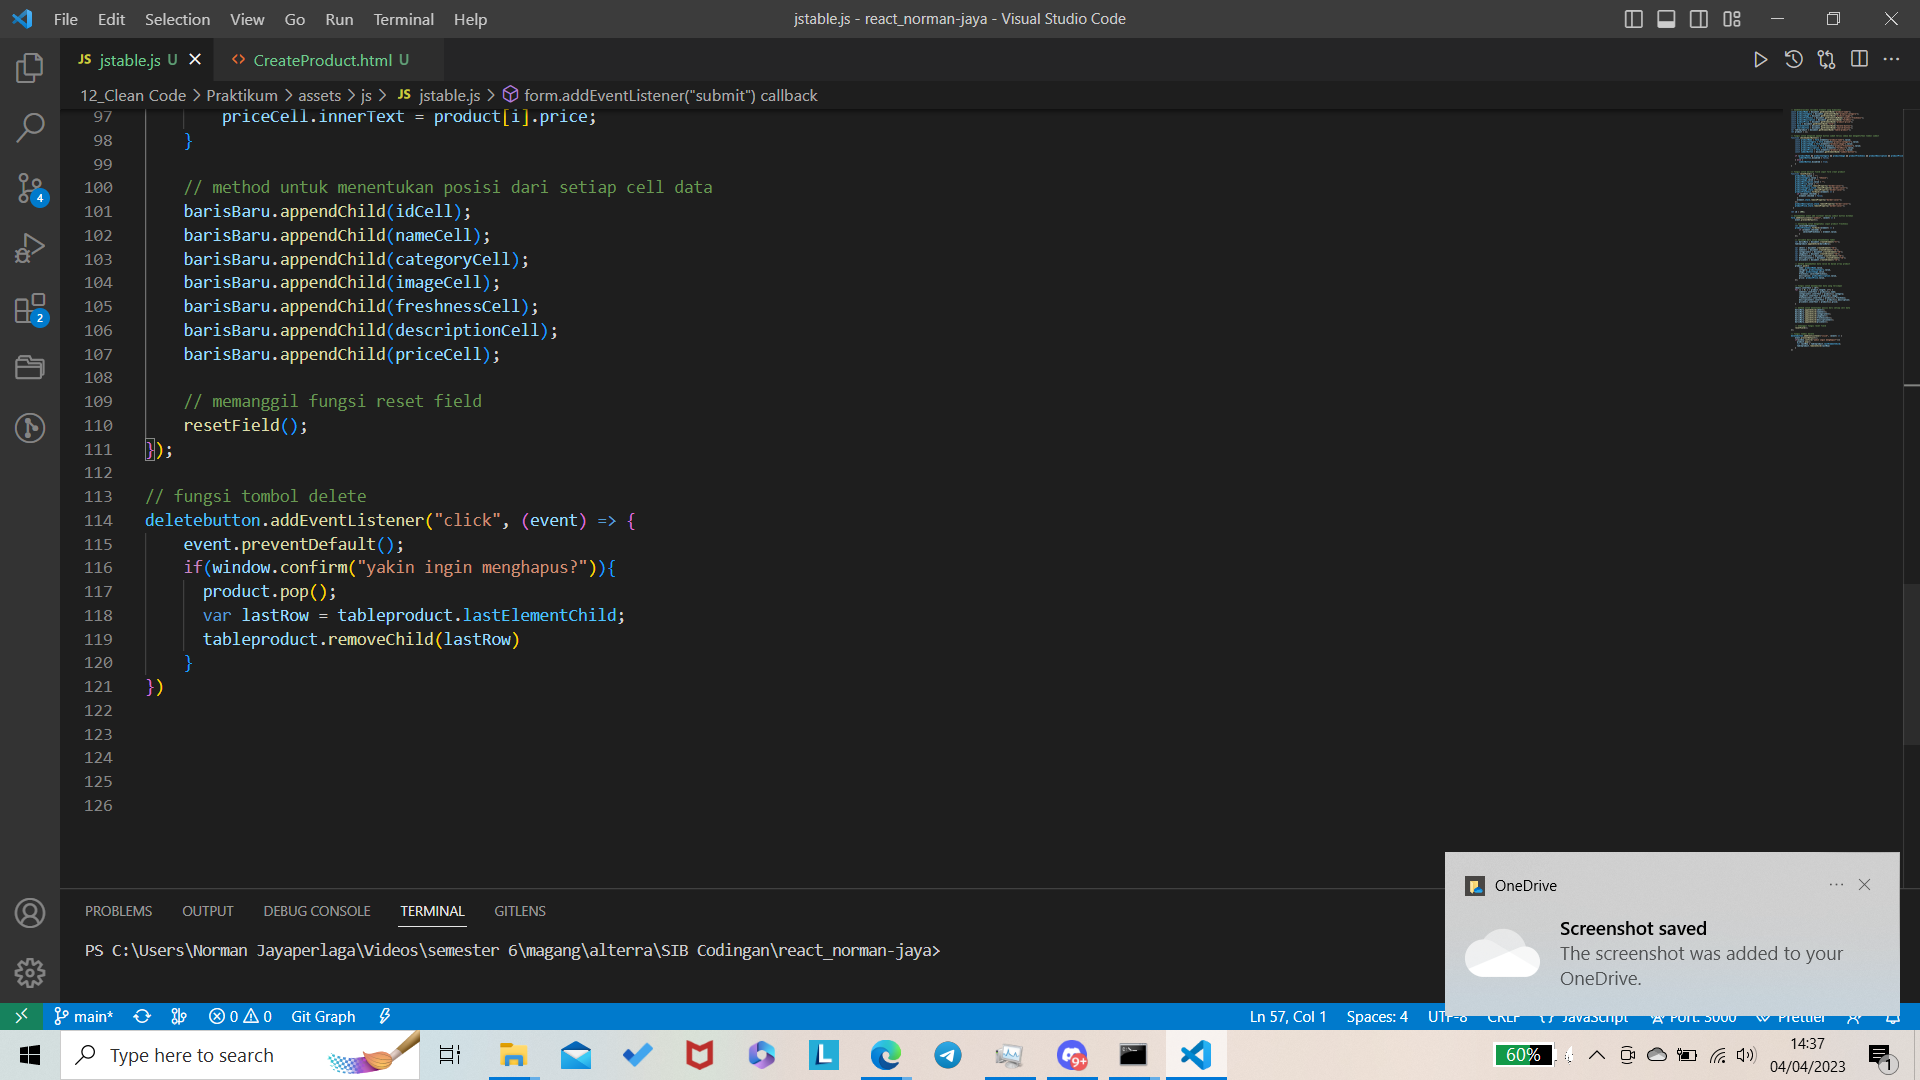 File Edit Selection View Go Run Terminal Help
jstable.js - react_norman-jaya - Visual Studio Code
JS jstable.js U
<> CreateProduct.html U
12_Clean Code > Praktikum > assets > js > JS jstable.js > form.addEventListener("submit") callback
97 priceCell.innerText = product[i].price;
98 }
99
100 // method untuk menentukan posisi dari setiap cell data
101 barisBaru.appendChild(idCell);
102 barisBaru.appendChild(nameCell);
103 barisBaru.appendChild(categoryCell);
104 barisBaru.appendChild(imageCell);
105 barisBaru.appendChild(freshnessCell);
106 barisBaru.appendChild(descriptionCell);
107 barisBaru.appendChild(priceCell);
108
109 // memanggil fungsi reset field
110 resetField();
111 });
112
113 // fungsi tombol delete
114 deletebutton.addEventListener("click", (event) => {
115 event.preventDefault();
116 if(window.confirm("yakin ingin menghapus?")){
117 product.pop();
118 var lastRow = tableproduct.lastElementChild;
119 tableproduct.removeChild(lastRow)
120 }
121 })
122
123
124
125
126
4
2
PROBLEMS OUTPUT DEBUG CONSOLE TERMINAL GITLENS
PS C:\Users\Norman Jayaperlaga\Videos\semester 6\magang\alterra\SIB Codingan\react_norman-jaya>
OneDrive
Screenshot saved
The screenshot was added to your
OneDrive.
main* 0 0 Git Graph
Ln 57, Col 1 Spaces: 4 UTF-8 CRLF {} JavaScript Port: 3000 Prettier
Type here to search
L
9+
60%
14:37
04/04/2023
1